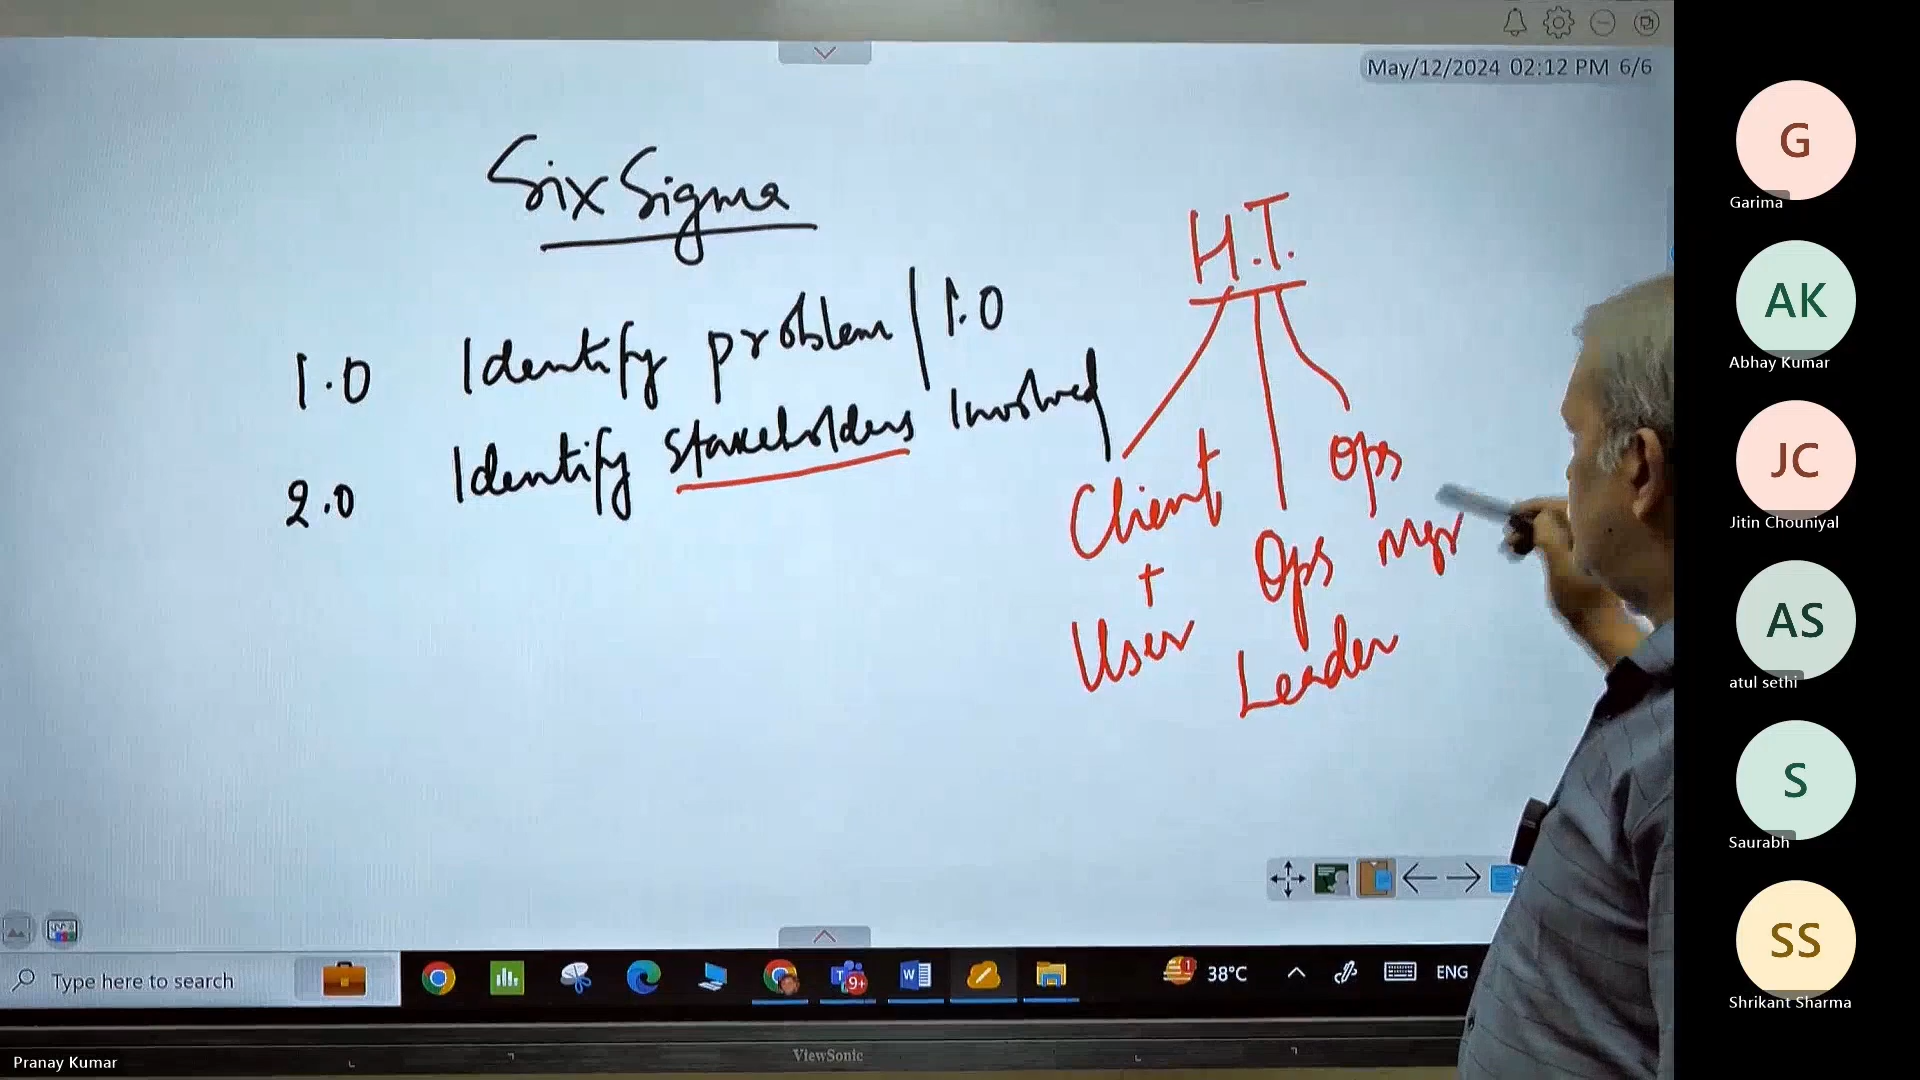 May/12/2024 02:12 PM 6/6
Six Sigma
1.0 Identify problem / 1.0
2.0 Identify stakeholders Involved
H.T.
Client
+
User
Ops
Leader
Ops
Mgr
Type here to search
9+
1
38°C
ENG
ViewSonic
Pranay Kumar
G
Garima
AK
Abhay Kumar
JC
Jitin Chouniyal
AS
atul sethi
S
Saurabh
SS
Shrikant Sharma